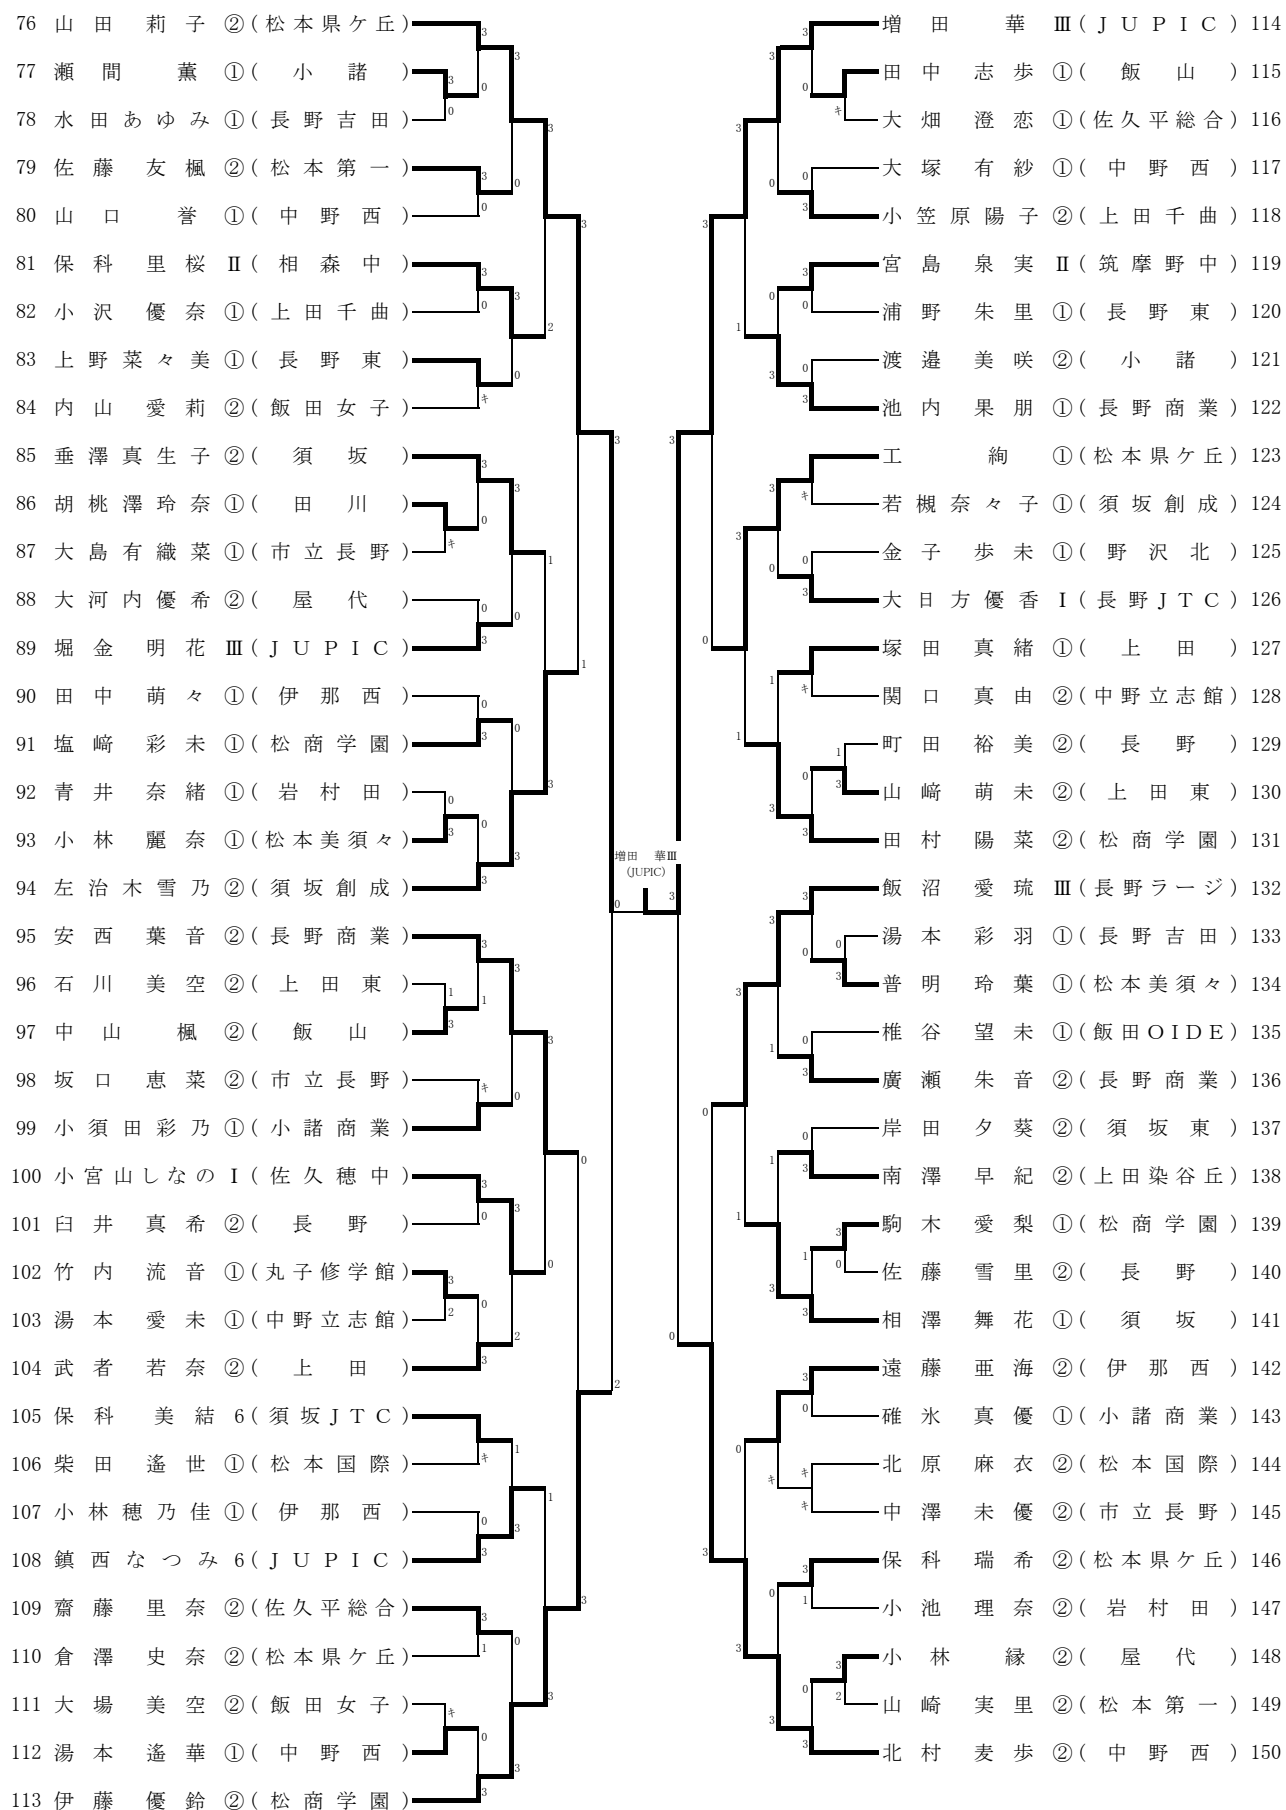 76 山田 莉子 ②(松本県ケ丘)
77 瀬間 薫 ①(小諸)
78 水田あゆみ ①(長野吉田)
79 佐藤 友楓 ②(松本第一)
80 山口 誉 ①(中野西)
81 保科 里桜 Ⅱ(相森中)
82 小沢 優奈 ①(上田千曲)
83 上野菜々美 ①(長野東)
84 内山 愛莉 ②(飯田女子)
85 垂澤真生子 ②(須坂)
86 胡桃澤玲奈 ①(田川)
87 大島有織菜 ①(市立長野)
88 大河内優希 ②(屋代)
89 堀金 明花 Ⅲ(JUPIC)
90 田中 萌々 ①(伊那西)
91 塩﨑 彩未 ①(松商学園)
92 青井 奈緒 ①(岩村田)
93 小林 麗奈 ①(松本美須々)
94 左治木雪乃 ②(須坂創成)
95 安西 葉音 ②(長野商業)
96 石川 美空 ②(上田東)
97 中山 楓 ②(飯山)
98 坂口 恵菜 ②(市立長野)
99 小須田彩乃 ①(小諸商業)
100 小宮山しなの Ⅰ(佐久穂中)
101 臼井 真希 ②(長野)
102 竹内 流音 ①(丸子修学館)
103 湯本 愛未 ①(中野立志館)
104 武者 若奈 ②(上田)
105 保科 美結 6(須坂JTC)
106 柴田 遙世 ①(松本国際)
107 小林穂乃佳 ①(伊那西)
108 鎮西なつみ 6(JUPIC)
109 齋藤 里奈 ②(佐久平総合)
110 倉澤 史奈 ②(松本県ケ丘)
111 大場 美空 ②(飯田女子)
112 湯本 遙華 ①(中野西)
113 伊藤 優鈴 ②(松商学園)
増田 華Ⅲ
(JUPIC)
増田 華 Ⅲ(JUPIC) 114
田中志歩 ①(飯山) 115
大畑澄恋 ①(佐久平総合) 116
大塚有紗 ①(中野西) 117
小笠原陽子 ②(上田千曲) 118
宮島泉実 Ⅱ(筑摩野中) 119
浦野朱里 ①(長野東) 120
渡邉美咲 ②(小諸) 121
池内果朋 ①(長野商業) 122
工 絢 ①(松本県ケ丘) 123
若槻奈々子 ①(須坂創成) 124
金子歩未 ①(野沢北) 125
大日方優香 Ⅰ(長野JTC) 126
塚田真緒 ①(上田) 127
関口真由 ②(中野立志館) 128
町田裕美 ②(長野) 129
山﨑萌未 ②(上田東) 130
田村陽菜 ②(松商学園) 131
飯沼愛琉 Ⅲ(長野ラージ) 132
湯本彩羽 ①(長野吉田) 133
普明玲葉 ①(松本美須々) 134
椎谷望未 ①(飯田OIDE) 135
廣瀬朱音 ②(長野商業) 136
岸田夕葵 ②(須坂東) 137
南澤早紀 ②(上田染谷丘) 138
駒木愛梨 ①(松商学園) 139
佐藤雪里 ②(長野) 140
相澤舞花 ①(須坂) 141
遠藤亜海 ②(伊那西) 142
碓氷真優 ①(小諸商業) 143
北原麻衣 ②(松本国際) 144
中澤未優 ②(市立長野) 145
保科瑞希 ②(松本県ケ丘) 146
小池理奈 ②(岩村田) 147
小林 縁 ②(屋代) 148
山崎実里 ②(松本第一) 149
北村麦歩 ②(中野西) 150